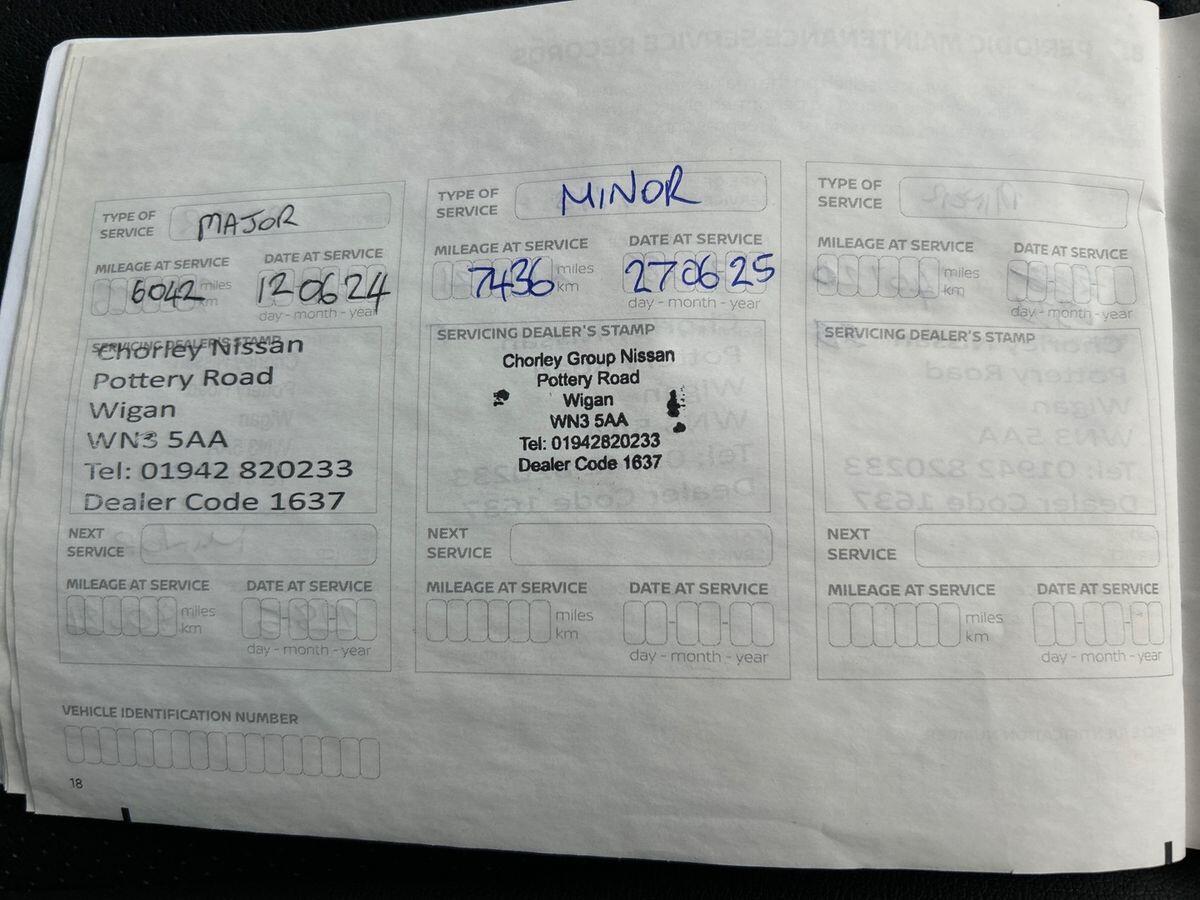 TYPE OF SERVICE MAJOR
MILEAGE AT SERVICE DATE AT SERVICE
6042 miles km 12-06-24
day - month - year
SERVICING DEALER'S STAMP
Chorley Nissan
Pottery Road
Wigan
WN3 5AA
Tel: 01942 820233
Dealer Code 1637
NEXT SERVICE
MILEAGE AT SERVICE DATE AT SERVICE
miles km
day - month - year
TYPE OF SERVICE MINOR
MILEAGE AT SERVICE DATE AT SERVICE
7436 miles km 27-06-25
day - month - year
SERVICING DEALER'S STAMP
Chorley Group Nissan
Pottery Road
Wigan
WN3 5AA
Tel: 01942820233
Dealer Code 1637
NEXT SERVICE
MILEAGE AT SERVICE DATE AT SERVICE
miles km
day - month - year
TYPE OF SERVICE
MILEAGE AT SERVICE DATE AT SERVICE
miles km
day - month - year
SERVICING DEALER'S STAMP
NEXT SERVICE
MILEAGE AT SERVICE DATE AT SERVICE
miles km
day - month - year
VEHICLE IDENTIFICATION NUMBER
18